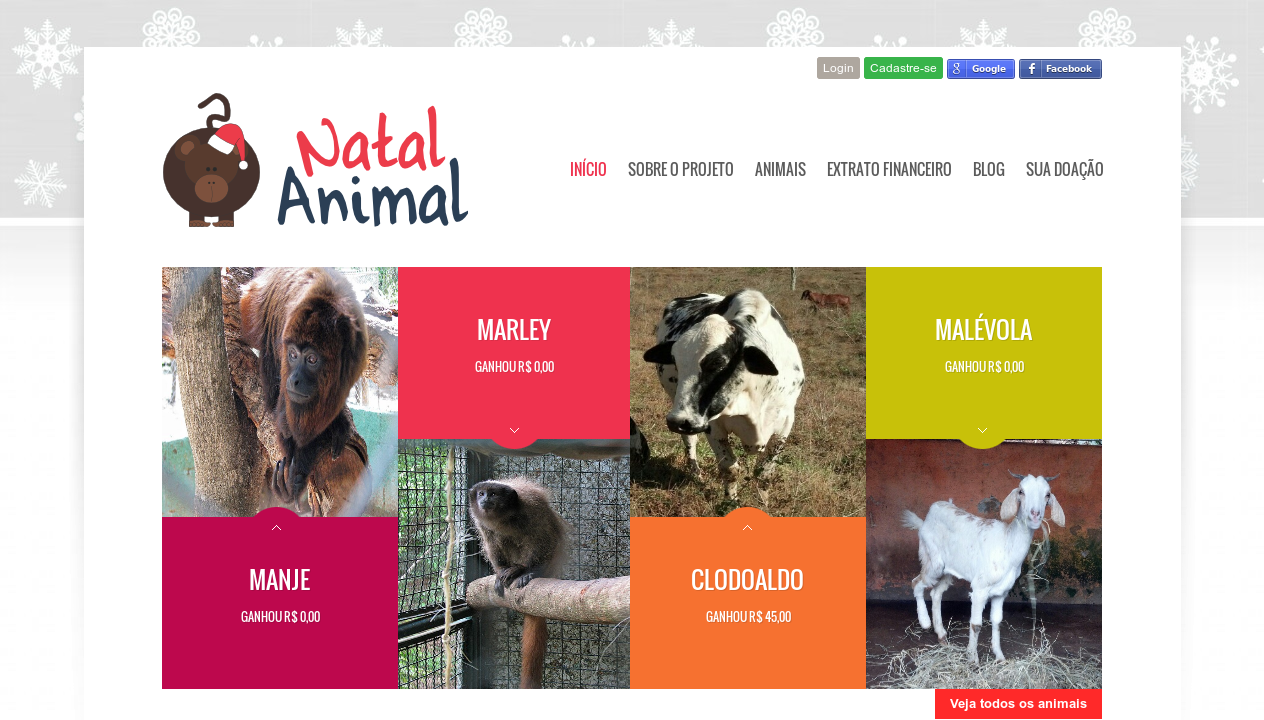 Login
Cadastre-se
Google
Facebook
Natal
Animal
INÍCIO
SOBRE O PROJETO
ANIMAIS
EXTRATO FINANCEIRO
BLOG
SUA DOAÇÃO
MARLEY
GANHOU R$ 0,00
MALÉVOLA
GANHOU R$ 0,00
MANJE
GANHOU R$ 0,00
CLODOALDO
GANHOU R$ 45,00
Veja todos os animais